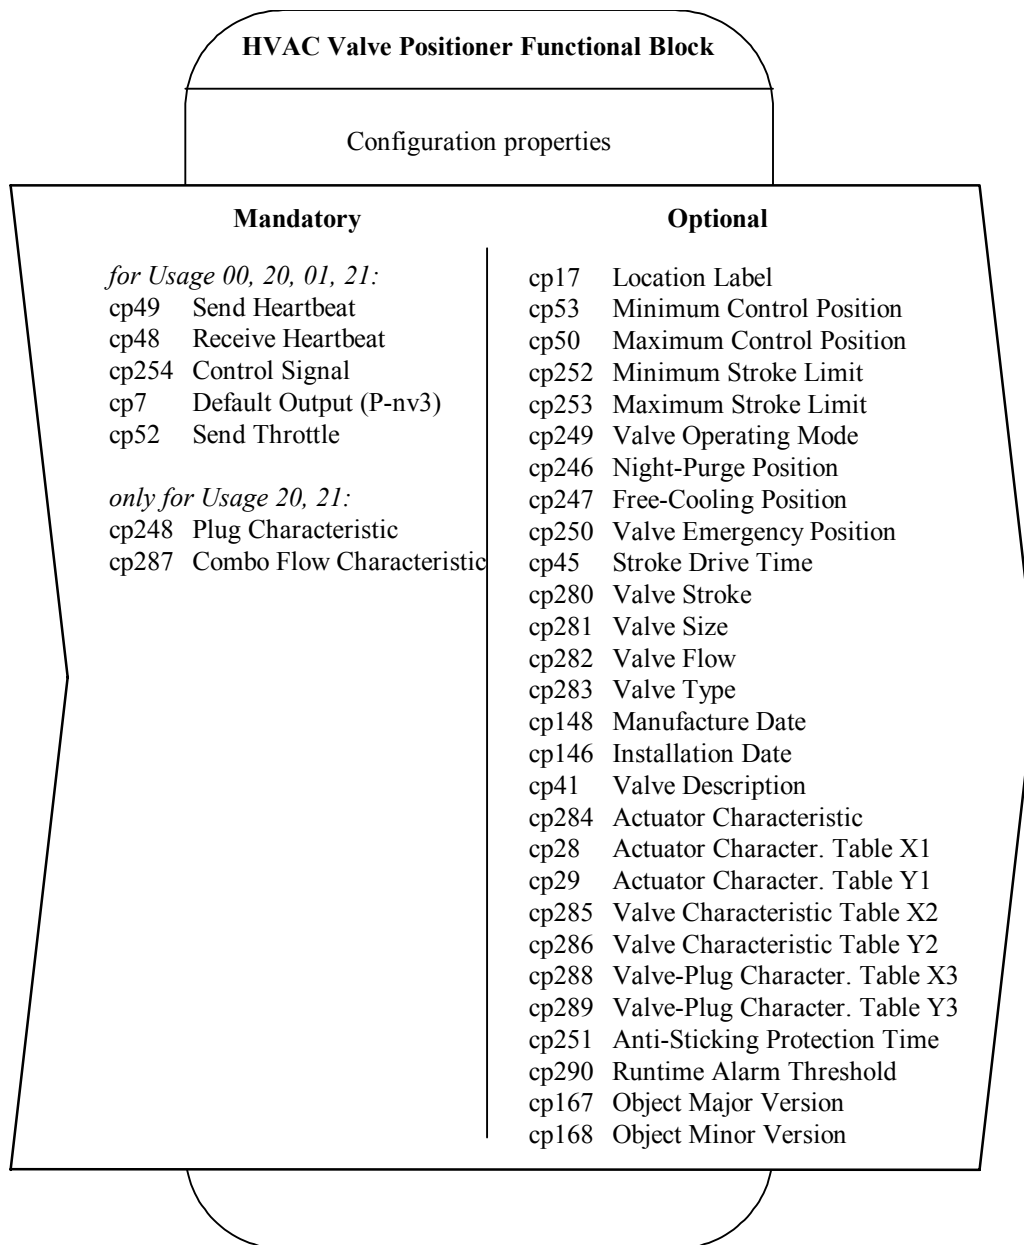 HVAC Valve Positioner Functional Block
Configuration properties
Mandatory
for Usage 00, 20, 01, 21:
cp49 Send Heartbeat
cp48 Receive Heartbeat
cp254 Control Signal
cp7 Default Output (P-nv3)
cp52 Send Throttle
only for Usage 20, 21:
cp248 Plug Characteristic
cp287 Combo Flow Characteristic
Optional
cp17 Location Label
cp53 Minimum Control Position
cp50 Maximum Control Position
cp252 Minimum Stroke Limit
cp253 Maximum Stroke Limit
cp249 Valve Operating Mode
cp246 Night-Purge Position
cp247 Free-Cooling Position
cp250 Valve Emergency Position
cp45 Stroke Drive Time
cp280 Valve Stroke
cp281 Valve Size
cp282 Valve Flow
cp283 Valve Type
cp148 Manufacture Date
cp146 Installation Date
cp41 Valve Description
cp284 Actuator Characteristic
cp28 Actuator Character. Table X1
cp29 Actuator Character. Table Y1
cp285 Valve Characteristic Table X2
cp286 Valve Characteristic Table Y2
cp288 Valve-Plug Character. Table X3
cp289 Valve-Plug Character. Table Y3
cp251 Anti-Sticking Protection Time
cp290 Runtime Alarm Threshold
cp167 Object Major Version
cp168 Object Minor Version